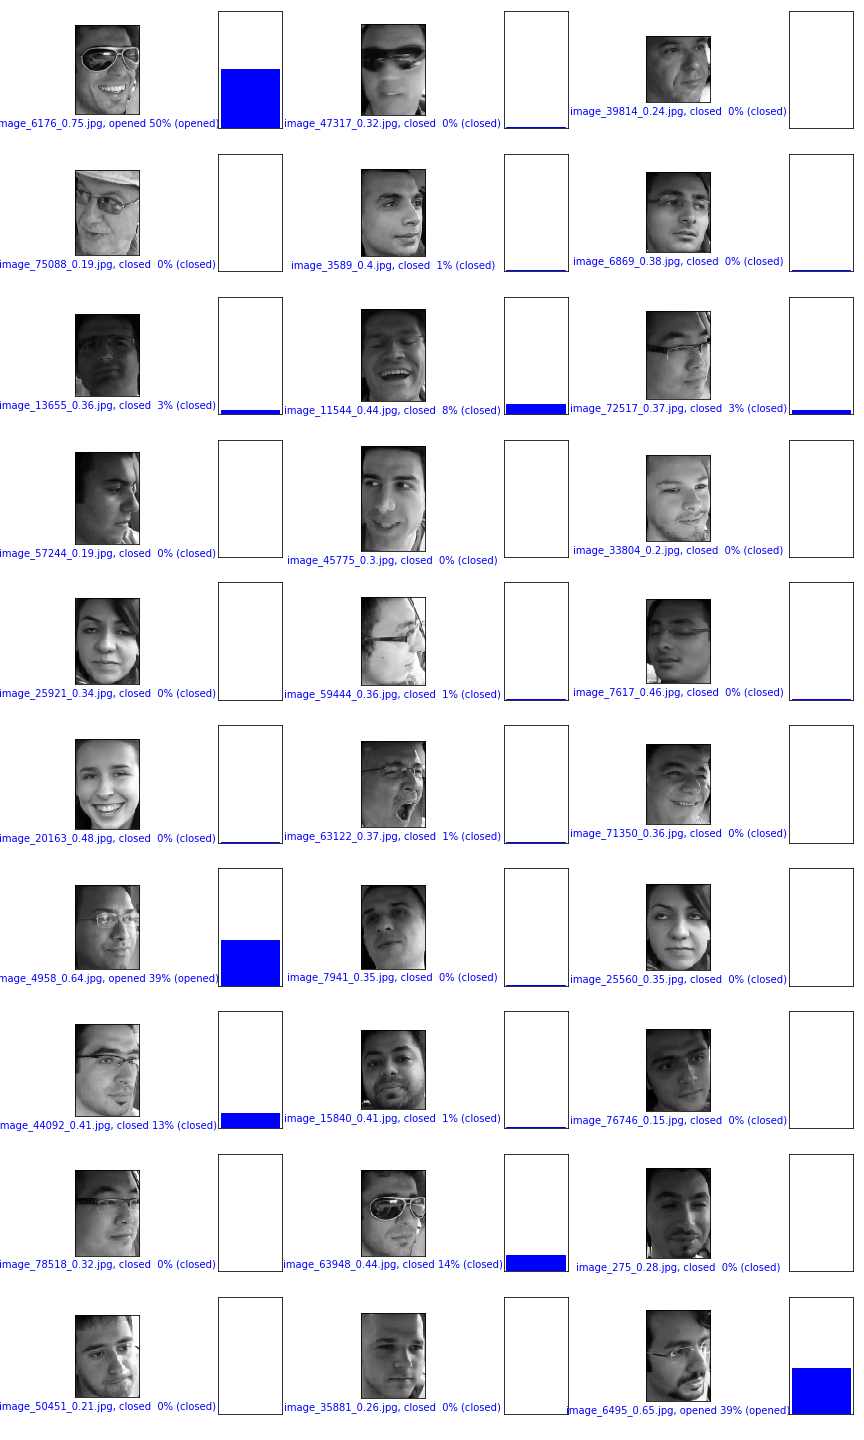 mage_6176_0.75.jpg, opened 50% (opened)
image_47317_0.32.jpg, closed 0% (closed)
image_39814_0.24.jpg, closed 0% (closed)
image_75088_0.19.jpg, closed 0% (closed)
image_3589_0.4.jpg, closed 1% (closed)
image_6869_0.38.jpg, closed 0% (closed)
image_13655_0.36.jpg, closed 3% (closed)
image_11544_0.44.jpg, closed 8% (closed)
image_72517_0.37.jpg, closed 3% (closed)
image_57244_0.19.jpg, closed 0% (closed)
image_45775_0.3.jpg, closed 0% (closed)
image_33804_0.2.jpg, closed 0% (closed)
image_25921_0.34.jpg, closed 0% (closed)
image_59444_0.36.jpg, closed 1% (closed)
image_7617_0.46.jpg, closed 0% (closed)
image_20163_0.48.jpg, closed 0% (closed)
image_63122_0.37.jpg, closed 1% (closed)
image_71350_0.36.jpg, closed 0% (closed)
mage_4958_0.64.jpg, opened 39% (opened)
image_7941_0.35.jpg, closed 0% (closed)
image_25560_0.35.jpg, closed 0% (closed)
mage_44092_0.41.jpg, closed 13% (closed)
image_15840_0.41.jpg, closed 1% (closed)
image_76746_0.15.jpg, closed 0% (closed)
image_78518_0.32.jpg, closed 0% (closed)
image_63948_0.44.jpg, closed 14% (closed)
image_275_0.28.jpg, closed 0% (closed)
image_50451_0.21.jpg, closed 0% (closed)
image_35881_0.26.jpg, closed 0% (closed)
image_6495_0.65.jpg, opened 39% (opened)